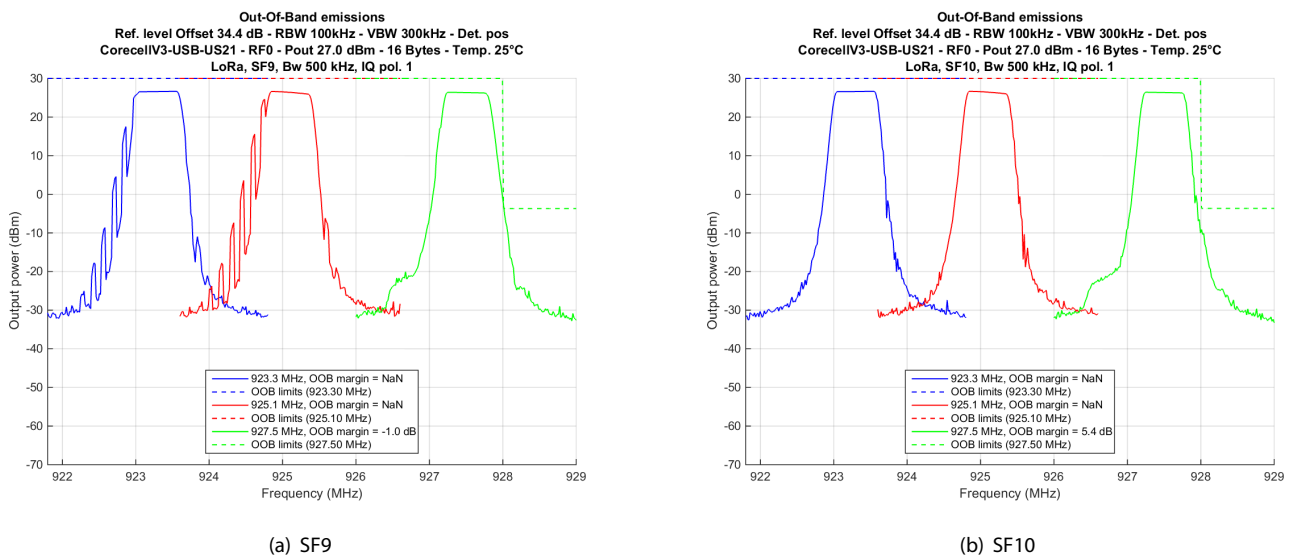 Out-Of-Band emissions
Ref. level Offset 34.4 dB - RBW 100kHz - VBW 300kHz - Det. pos
CorecellV3-USB-US21 - RF0 - Pout 27.0 dBm - 16 Bytes - Temp. 25°C
LoRa, SF9, Bw 500 kHz, IQ pol. 1
30
20
10
0
-10
-20
-30
-40
-50
-60
-70
Output power (dBm)
923.3 MHz, OOB margin = NaN
OOB limits (923.30 MHz)
925.1 MHz, OOB margin = NaN
OOB limits (925.10 MHz)
927.5 MHz, OOB margin = -1.0 dB
OOB limits (927.50 MHz)
922 923 924 925 926 927 928 929
Frequency (MHz)
(a) SF9
Out-Of-Band emissions
Ref. level Offset 34.4 dB - RBW 100kHz - VBW 300kHz - Det. pos
CorecellV3-USB-US21 - RF0 - Pout 27.0 dBm - 16 Bytes - Temp. 25°C
LoRa, SF10, Bw 500 kHz, IQ pol. 1
30
20
10
0
-10
-20
-30
-40
-50
-60
-70
Output power (dBm)
923.3 MHz, OOB margin = NaN
OOB limits (923.30 MHz)
925.1 MHz, OOB margin = NaN
OOB limits (925.10 MHz)
927.5 MHz, OOB margin = 5.4 dB
OOB limits (927.50 MHz)
922 923 924 925 926 927 928 929
Frequency (MHz)
(b) SF10